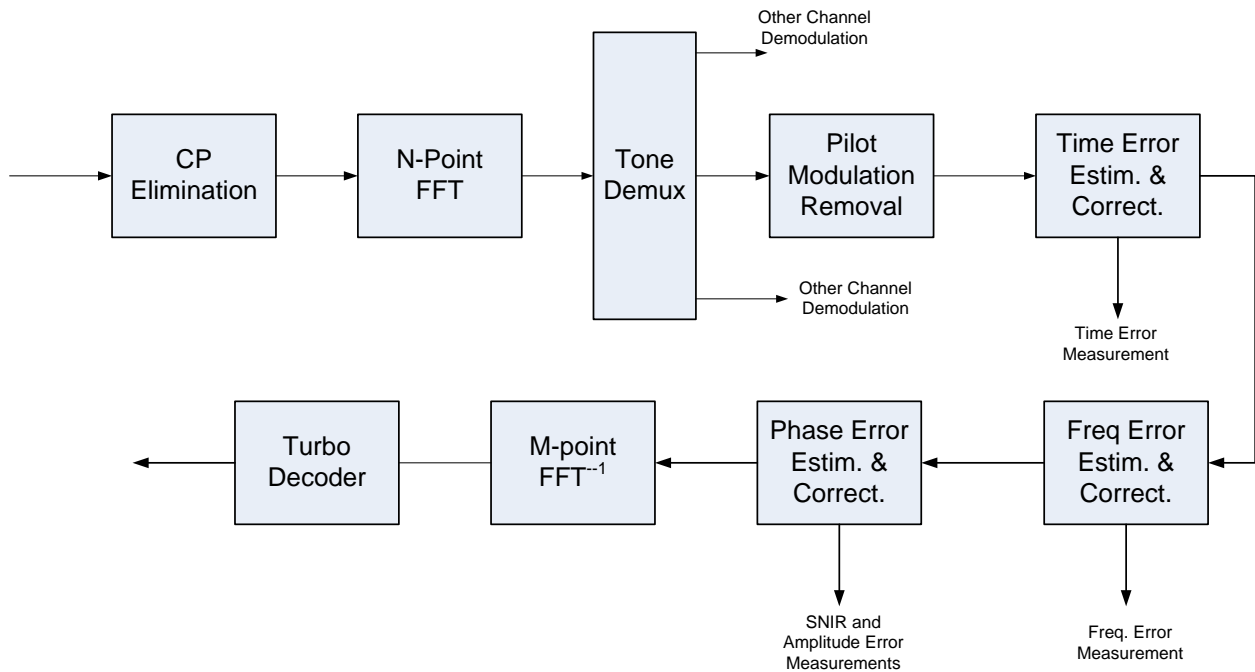 Other Channel
Demodulation
CP
Elimination
N-Point
FFT
Tone
Demux
Pilot
Modulation
Removal
Time Error
Estim. &
Correct.
Other Channel
Demodulation
Time Error
Measurement
Turbo
Decoder
M-point
FFT--1
Phase Error
Estim. &
Correct.
Freq Error
Estim. &
Correct.
SNIR and
Amplitude Error
Measurements
Freq. Error
Measurement